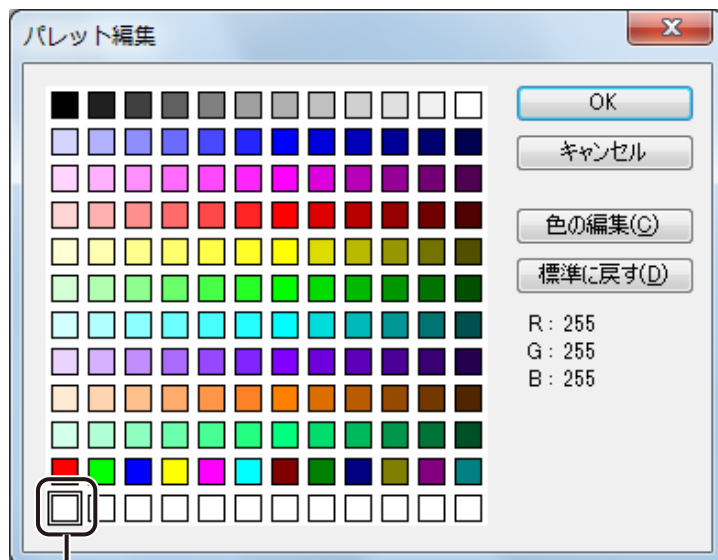 パレット編集
OK
キャンセル
色の編集(C)
標準に戻す(D)
R : 255
G : 255
B : 255